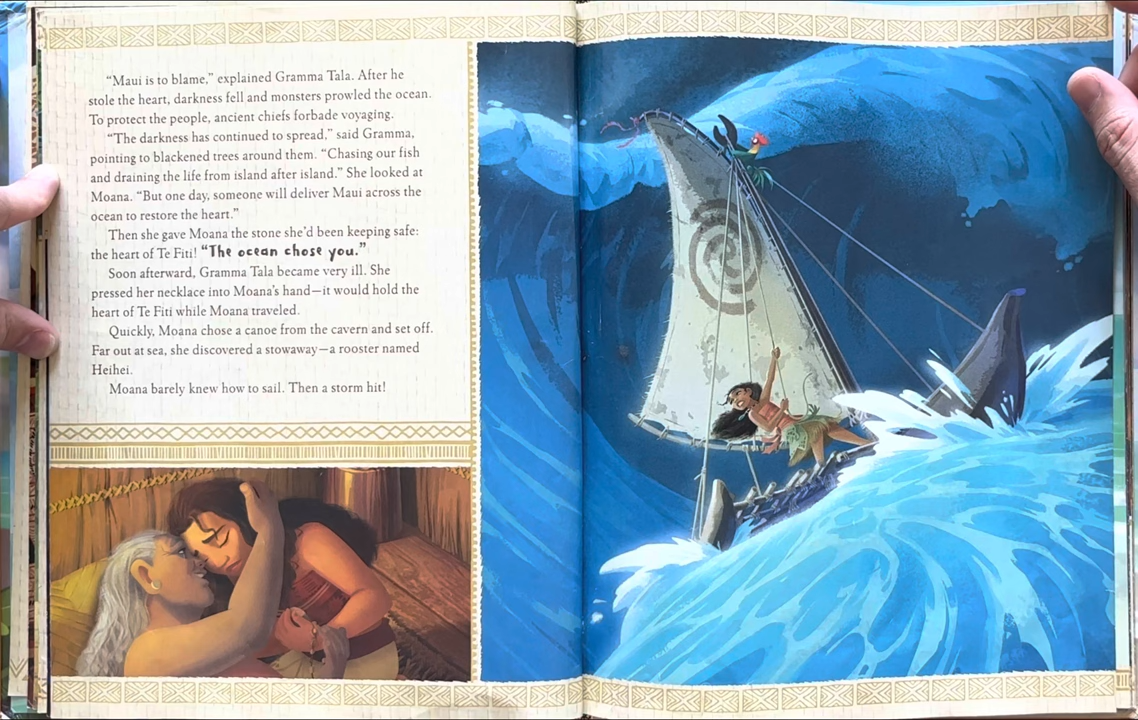 “Maui is to blame,” explained Gramma Tala. After he
stole the heart, darkness fell and monsters prowled the ocean.
To protect the people, ancient chiefs forbade voyaging.
“The darkness has continued to spread,” said Gramma,
pointing to blackened trees around them. “Chasing our fish
and draining the life from island after island.” She looked at
Moana. “But one day, someone will deliver Maui across the
ocean to restore the heart.”
Then she gave Moana the stone she’d been keeping safe:
the heart of Te Fiti! “The ocean chose you.”
Soon afterward, Gramma Tala became very ill. She
pressed her necklace into Moana’s hand—it would hold the
heart of Te Fiti while Moana traveled.
Quickly, Moana chose a canoe from the cavern and set off.
Far out at sea, she discovered a stowaway—a rooster named
Heihei.
Moana barely knew how to sail. Then a storm hit!